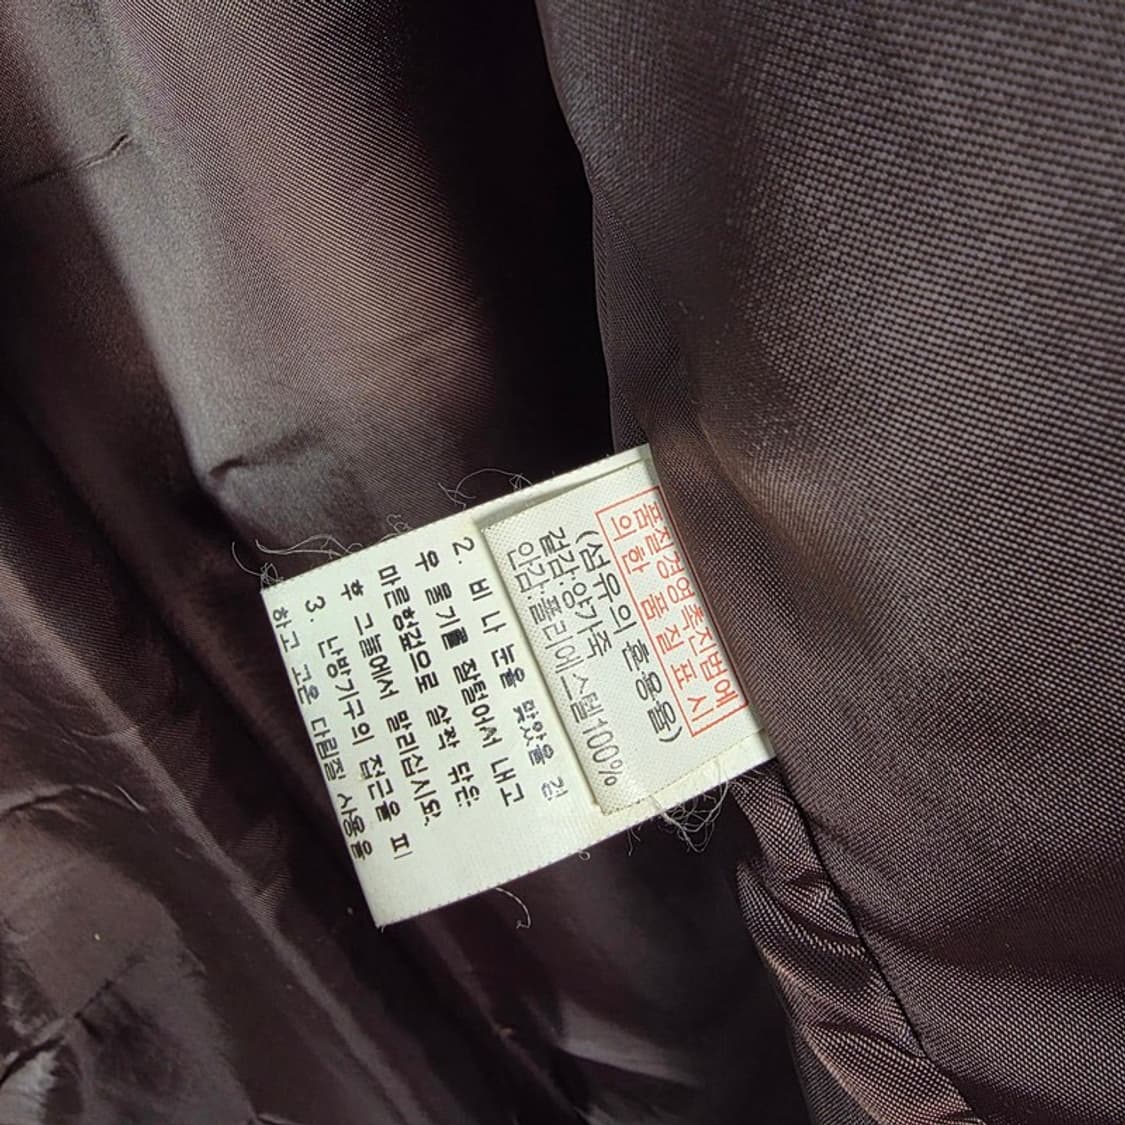 품질경영촉진법에
의한 품질표시
(섬유의 혼용율)
겉감:양가죽
안감:폴리에스텔100%
2. 비나 눈을 맞았을 경
우 물기를 잘털어서 내고
마른헝겊으로 살짝 닦은
후 그늘에서 말리십시요.
3. 난방기구의 접근을 피
하고 고온 다림질 사용을